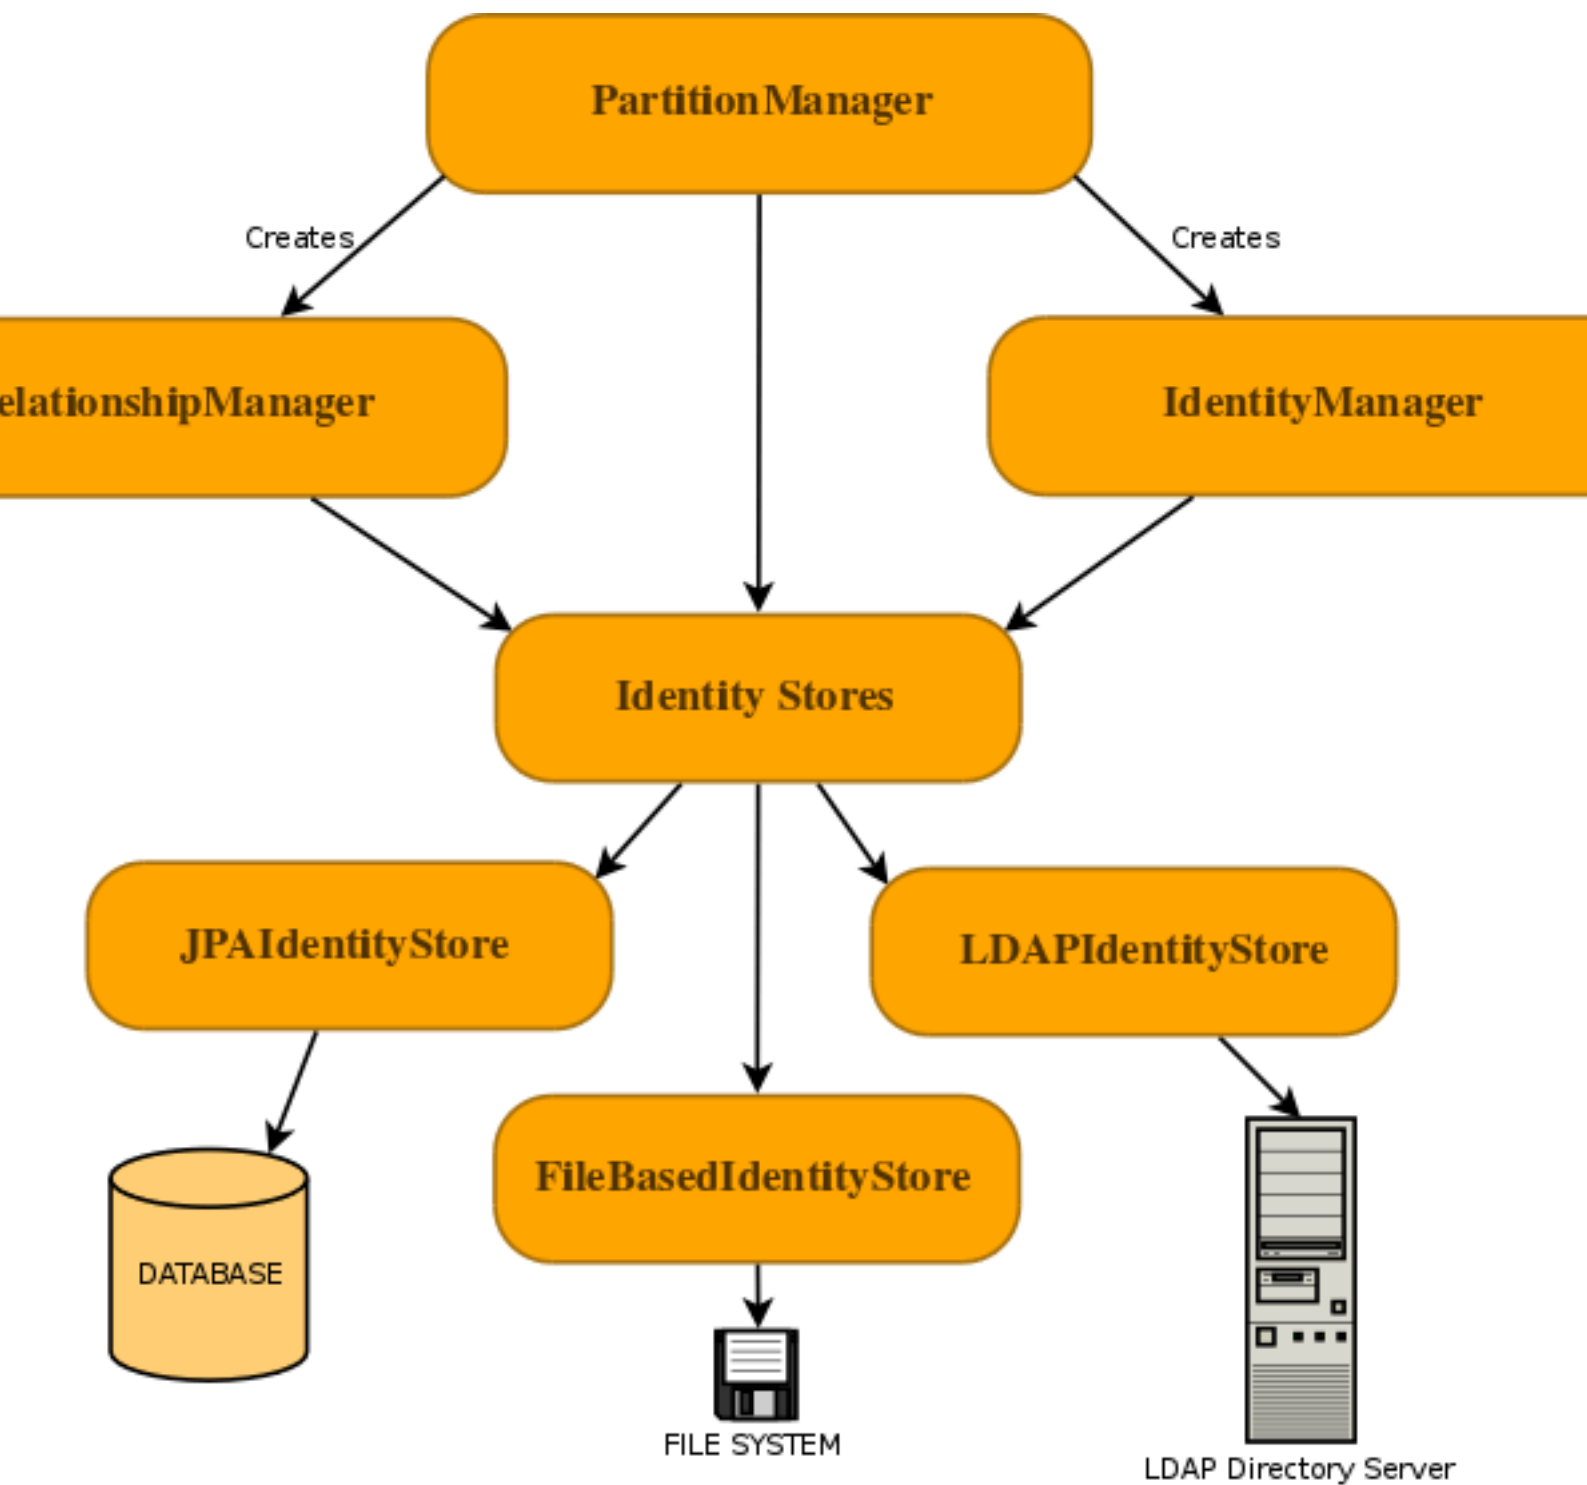 PartitionManager
Creates
Creates
elationshipManager
IdentityManager
Identity Stores
JPAIdentityStore
LDAPIdentityStore
FileBasedIdentityStore
DATABASE
FILE SYSTEM
LDAP Directory Server